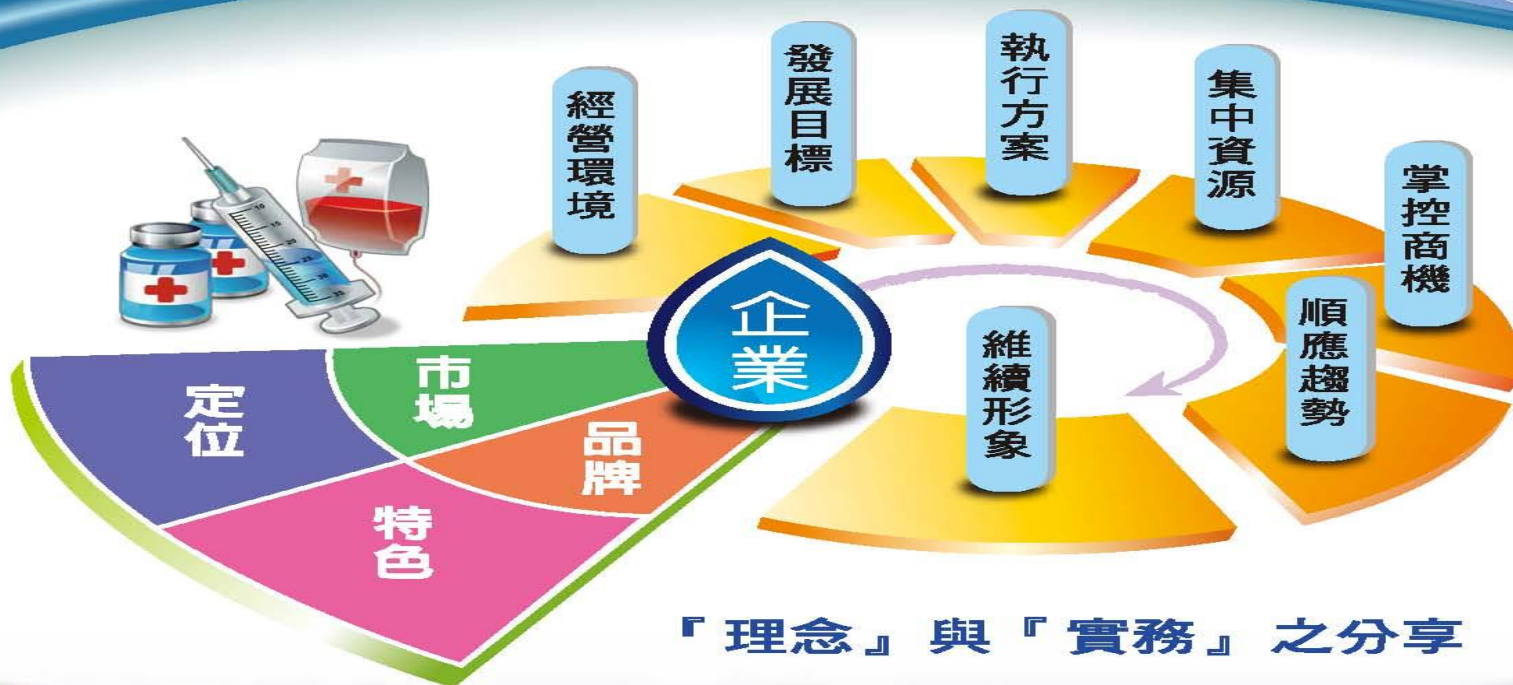 經營環境
發展目標
執行方案
集中資源
掌控商機
順應趨勢
維續形象
企業
市場
定位
品牌
特色
『理念』與『實務』之分享